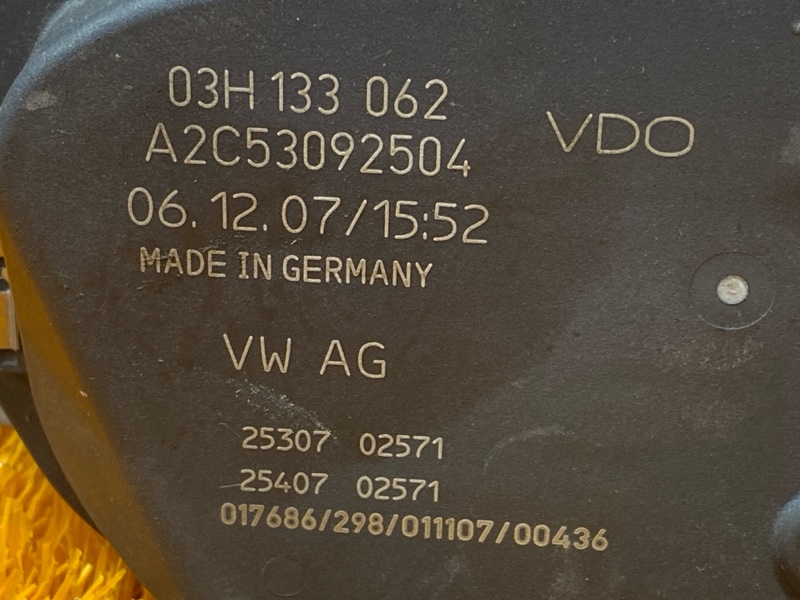 03H 133 062
A2C53092504
VDO
06.12.07/15:52
MADE IN GERMANY
VW AG
25307 02571
25407 02571
017686/298/011107/00436